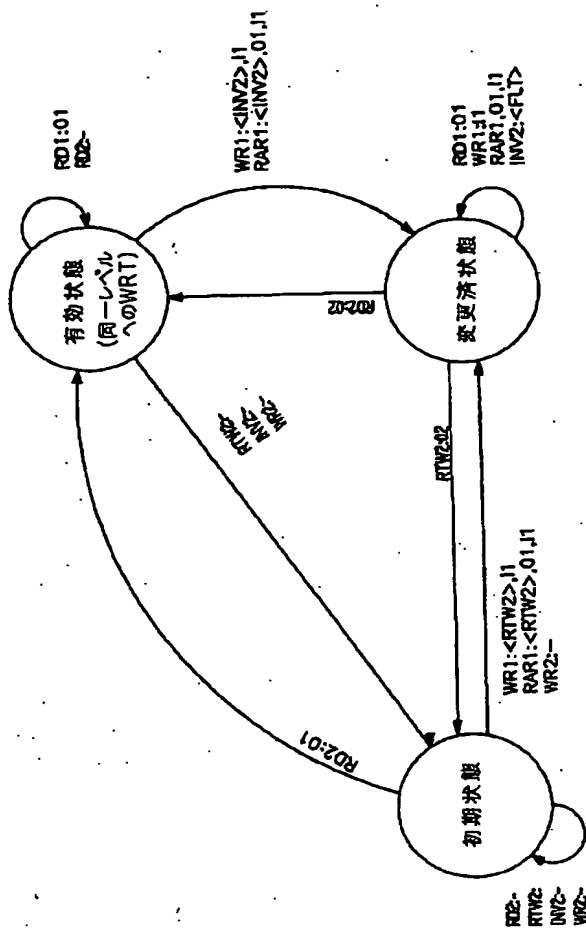 RD1:01
RD2:-
有効状態
(同一レベル
へのWRT)
WR1:<INV2>,I1
RAR1:<INV2>,01,I1
RD2:02
RD1:01
WR1:I1
RAR1,01,I1
INV2:<FLT>
変更済状態
RTW2:02
WR1:<RTW2>,I1
RAR1:<RTW2>,01,I1
WR2:-
RD2:01
初期状態
RD2:-
RTW2:
INV2:-
WR2:-